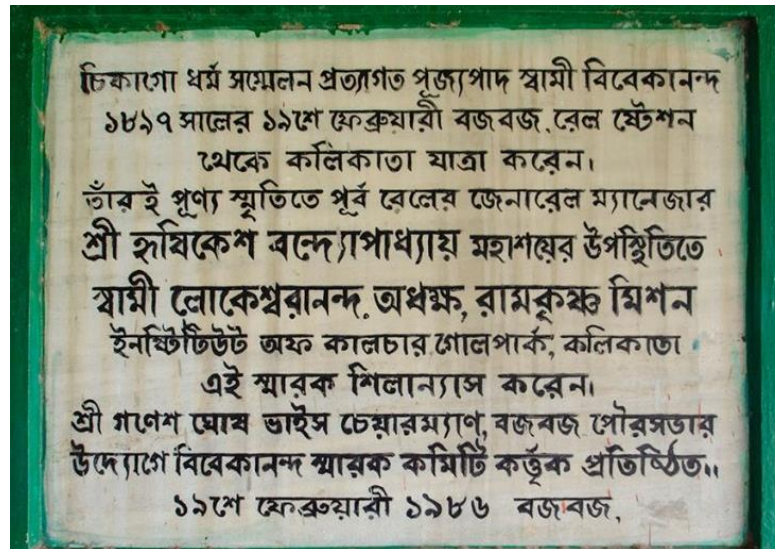 চিকাগো ধর্ম সম্মেলন প্রত্যাগত পূজ্যপাদ স্বামী বিবেকানন্দ
১৮৯৭ সালের ১৯শে ফেব্রুয়ারী বজবজ রেল ষ্টেশন
থেকে কলিকাতা যাত্রা করেন।
তাঁর ই পূণ্য স্মৃতিতে পূর্ব রেলের জেনারেল ম্যানেজার
শ্রী হৃষিকেশ বন্দ্যোপাধ্যায় মহাশয়ের উপস্থিতিতে
স্বামী লোকেশ্বরানন্দ, অধ্যক্ষ, রামকৃষ্ণ মিশন
ইনষ্টিটিউট অফ কালচার গোলপার্ক, কলিকাতা
এই স্মারক শিলান্যাস করেন।
শ্রী গণেশ ঘোষ ভাইস চেয়ারম্যাণ, বজবজ পৌরসভার
উদ্যোগে বিবেকানন্দ স্মারক কমিটি কর্ত্তৃক প্রতিষ্ঠিত।।
১৯শে ফেব্রুয়ারী ১৯৮৬ বজবজ,